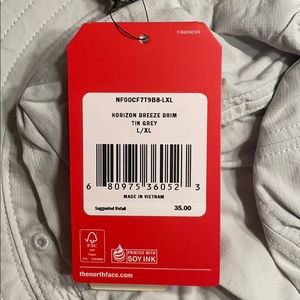 NF00CF7T9B8-LXL
HORIZON BREEZE BRIM
TIN GREY
L/XL
6 80975 36052 3
MADE IN VIETNAM
Suggested Retail 35.00
FSC
PRINTED WITH
SOY INK
thenorthface.com